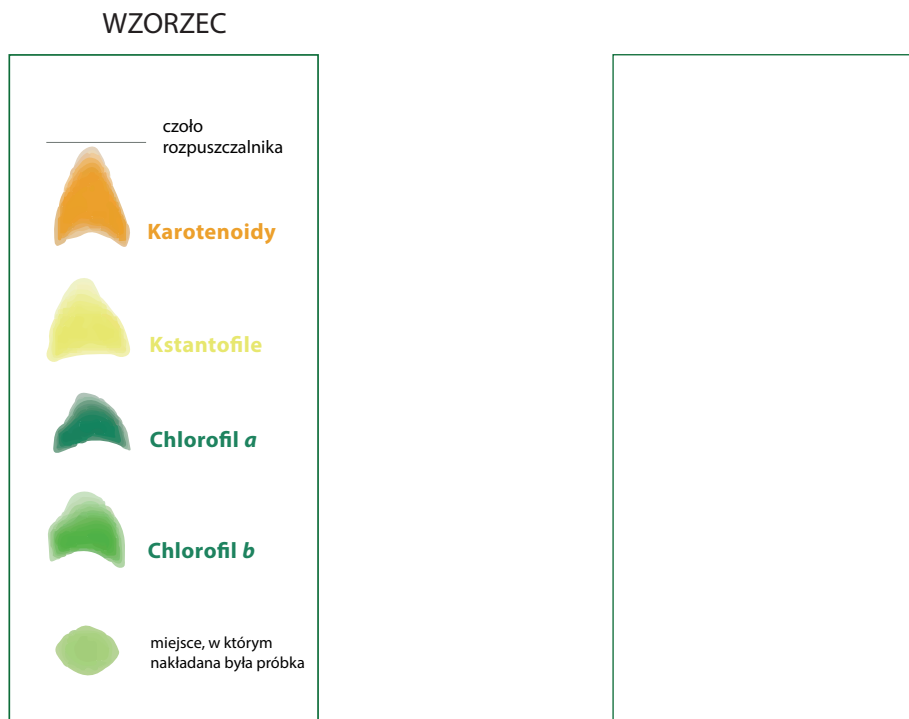 WZORZEC
czoło
rozpuszczalnika
Karotenoidy
Kstantofile
Chlorofil a
Chlorofil b
miejsce, w którym
nakładana była próbka